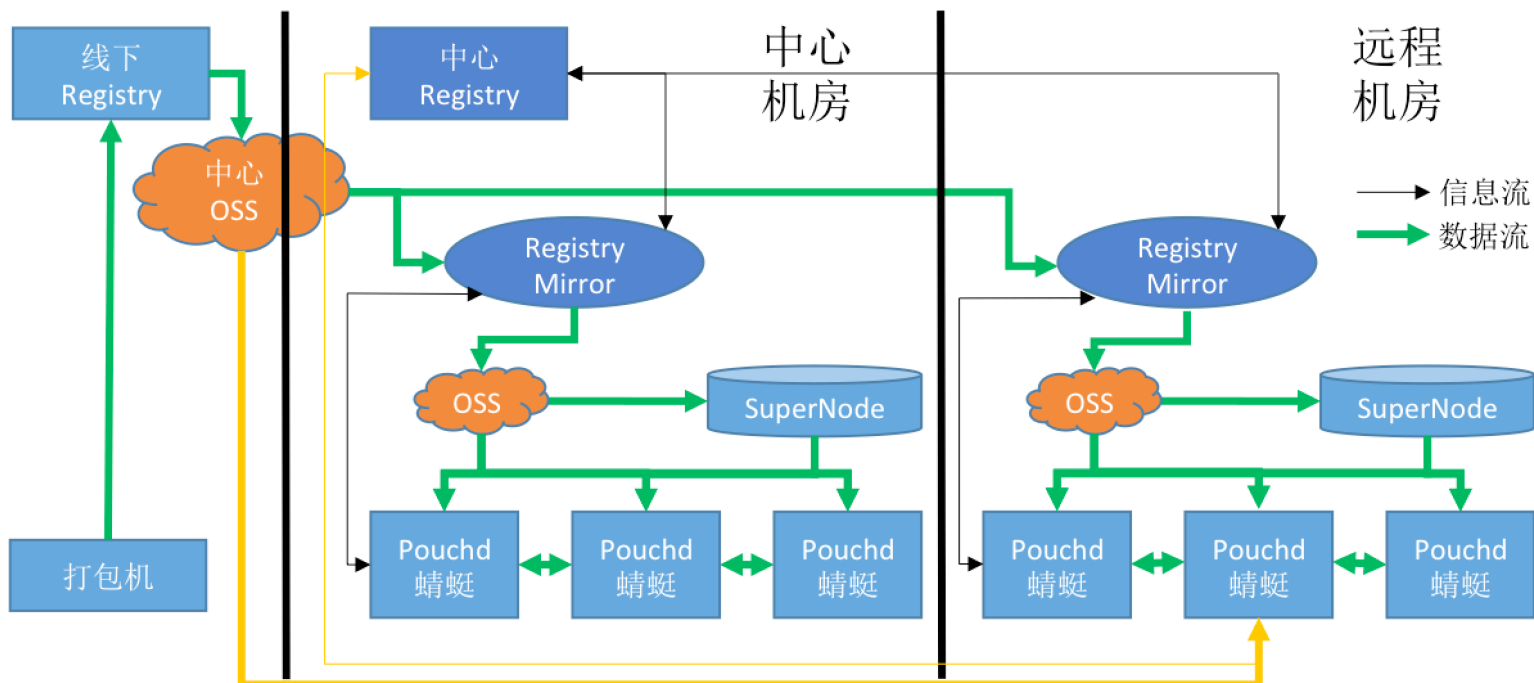 线下
Registry
中心
Registry
中心
机房
远程
机房
中心
OSS
信息流
数据流
Registry
Mirror
Registry
Mirror
OSS
SuperNode
OSS
SuperNode
打包机
Pouchd
蜻蜓
Pouchd
蜻蜓
Pouchd
蜻蜓
Pouchd
蜻蜓
Pouchd
蜻蜓
Pouchd
蜻蜓